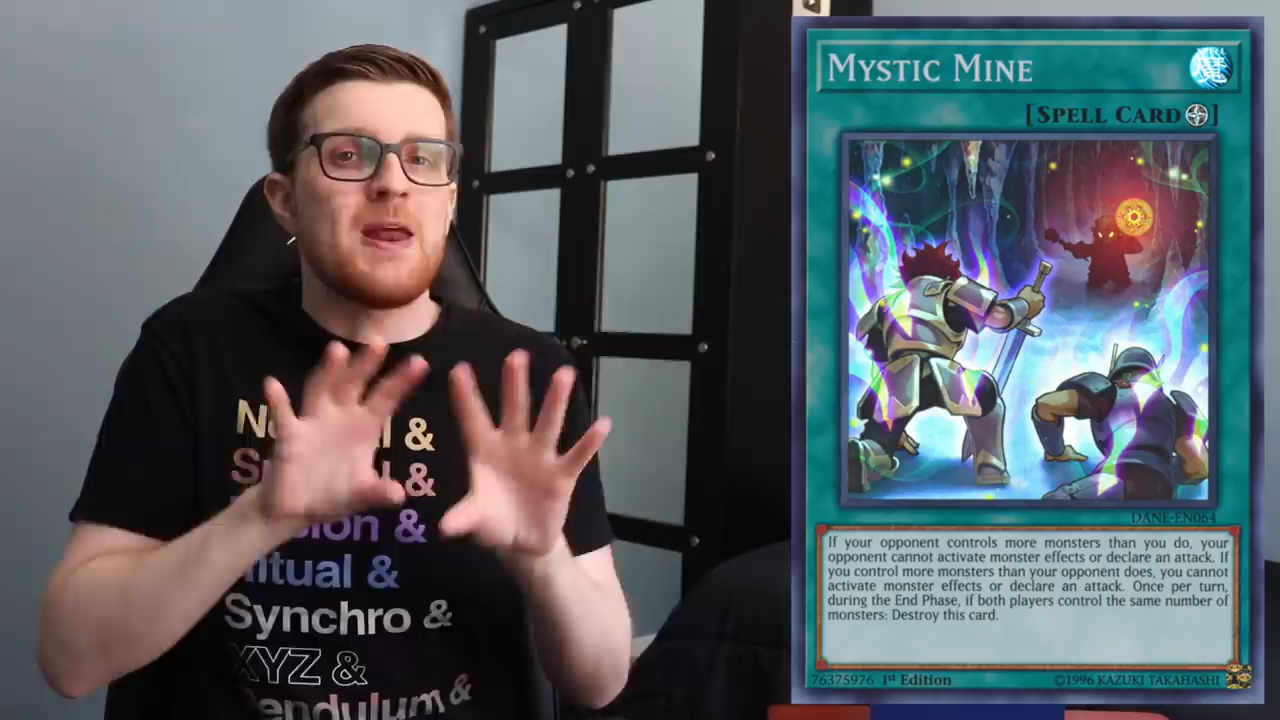 MYSTIC MINE
[SPELL CARD]
DANE-EN064
If your opponent controls more monsters than you do, your
opponent cannot activate monster effects or declare an attack. If
you control more monsters than your opponent does, you cannot
activate monster effects or declare an attack. Once per turn,
during the End Phase, if both players control the same number of
monsters: Destroy this card.
76375976 1st Edition ©1996 KAZUKI TAKAHASHI
&
&
&
&
Synchro &
XYZ &
&